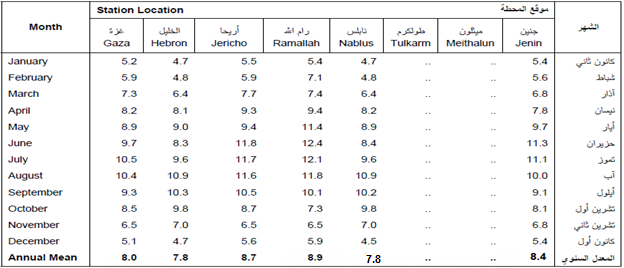 Month Station Location موقع المحطة الشهر
غزة الخليل أريحا رام الله نابلس طولكرم ميثلون جنين
Gaza Hebron Jericho Ramallah Nablus Tulkarm Meithalun Jenin
January 5.2 4.7 5.5 5.4 4.7 .. .. 5.4 كانون ثاني
February 5.9 4.8 5.9 7.1 4.8 .. .. 5.6 شباط
March 7.3 6.4 7.7 7.4 6.4 .. .. 6.8 آذار
April 8.2 8.1 9.3 9.4 8.2 .. .. 7.8 نيسان
May 8.9 9.0 9.4 11.4 8.9 .. .. 9.7 أيار
June 9.7 8.3 11.8 12.4 8.4 .. .. 11.3 حزيران
July 10.5 9.6 11.7 12.1 9.6 .. .. 11.1 تموز
August 10.4 10.9 11.6 11.8 10.9 .. .. 10.0 آب
September 9.3 10.3 10.5 10.1 10.2 .. .. 9.1 أيلول
October 8.5 9.8 8.7 7.3 9.8 .. .. 8.1 تشرين أول
November 6.5 7.0 6.5 6.5 7.0 .. .. 6.8 تشرين ثاني
December 5.1 4.7 5.6 5.9 4.5 .. .. 5.4 كانون أول
Annual Mean 8.0 7.8 8.7 8.9 7.8 .. .. 8.4 المعدل السنوي